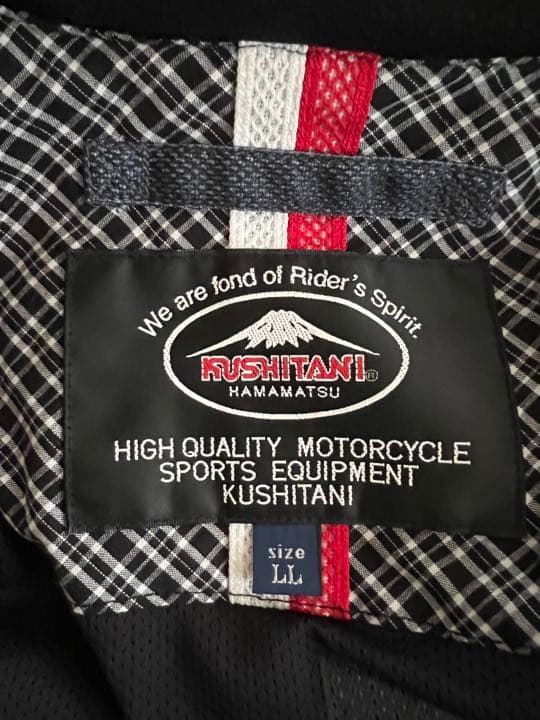 We are fond of Rider's Spirit.
KUSHITANI®
HAMAMATSU
HIGH QUALITY MOTORCYCLE
SPORTS EQUIPMENT
KUSHITANI
size
LL